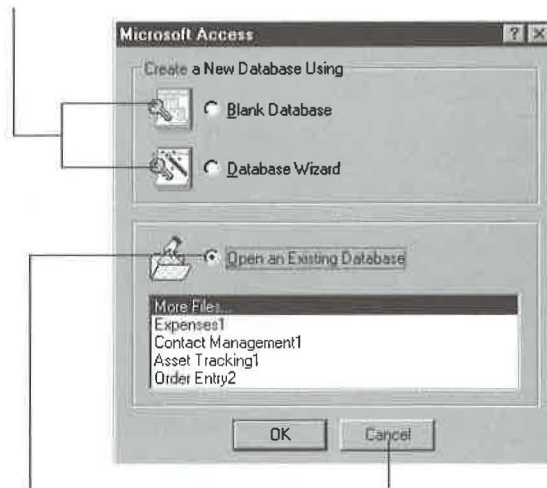 Microsoft Access
Create a New Database Using
Blank Database
Database Wizard
Open an Existing Database
More Files...
Expenses1
Contact Management1
Asset Tracking1
Order Entry2
OK
Cancel